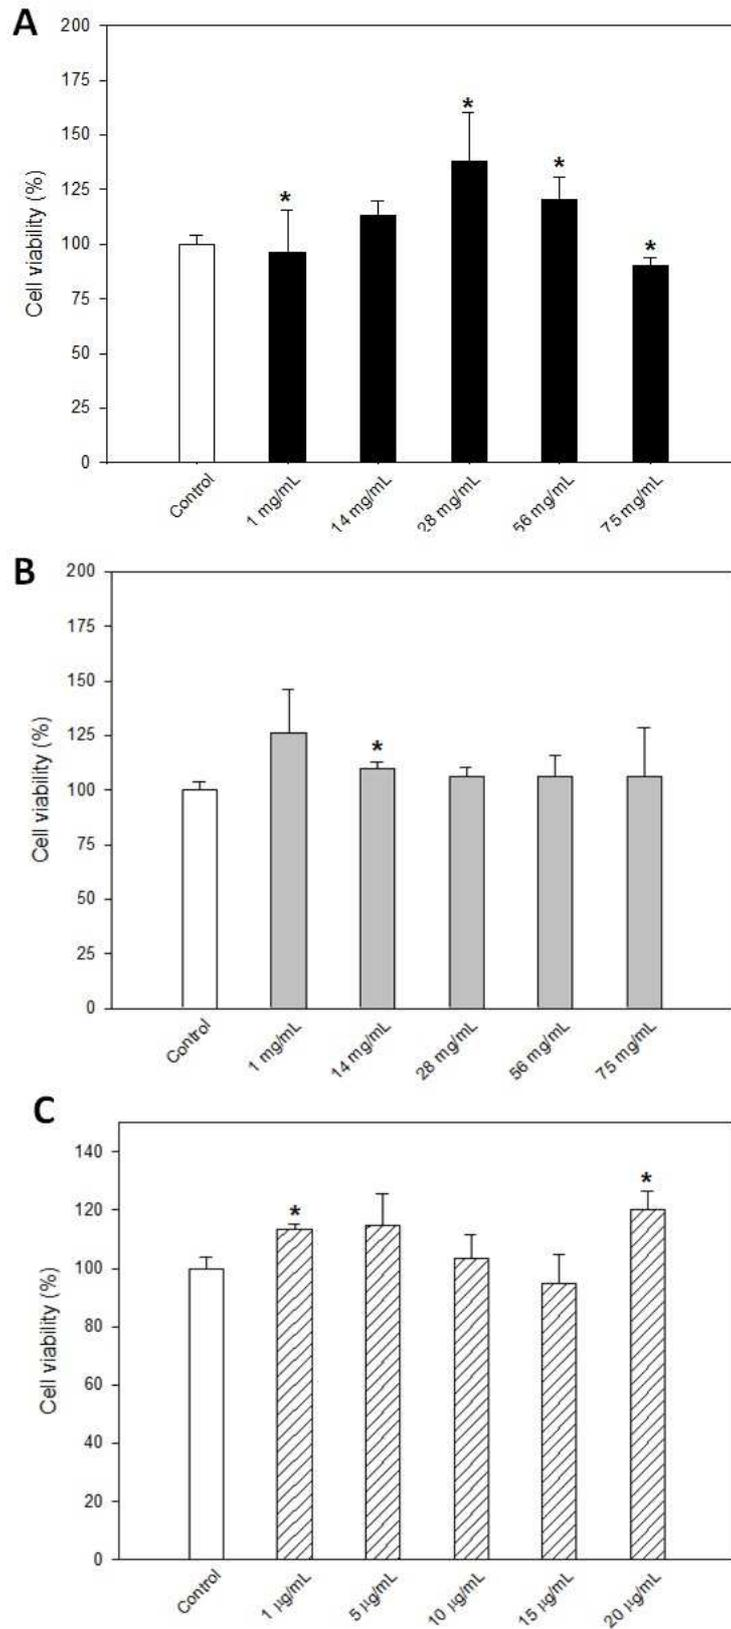 A
200
175
150
125
100
75
50
25
0
Cell viability (%)
*
*
*
*
Control
1 mg/mL
14 mg/mL
28 mg/mL
56 mg/mL
75 mg/mL
B
200
175
150
125
100
75
50
25
0
Cell viability (%)
*
Control
1 mg/mL
14 mg/mL
28 mg/mL
56 mg/mL
75 mg/mL
C
140
120
100
80
60
40
20
0
Cell viability (%)
*
*
Control
1 µg/mL
5 µg/mL
10 µg/mL
15 µg/mL
20 µg/mL